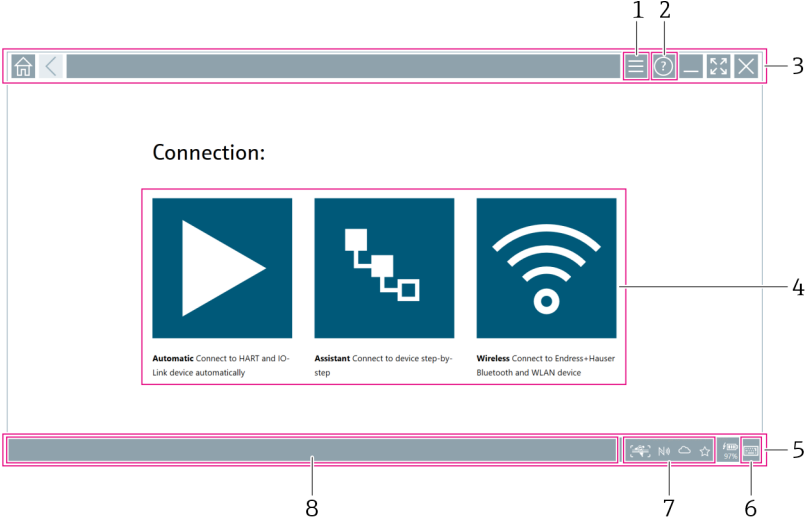 1 2
?
3
Connection:
4
Automatic Connect to HART and IO-
Link device automatically
Assistant Connect to device step-by-
step
Wireless Connect to Endress+Hauser
Bluetooth and WLAN device
N
97%
5
8 7 6